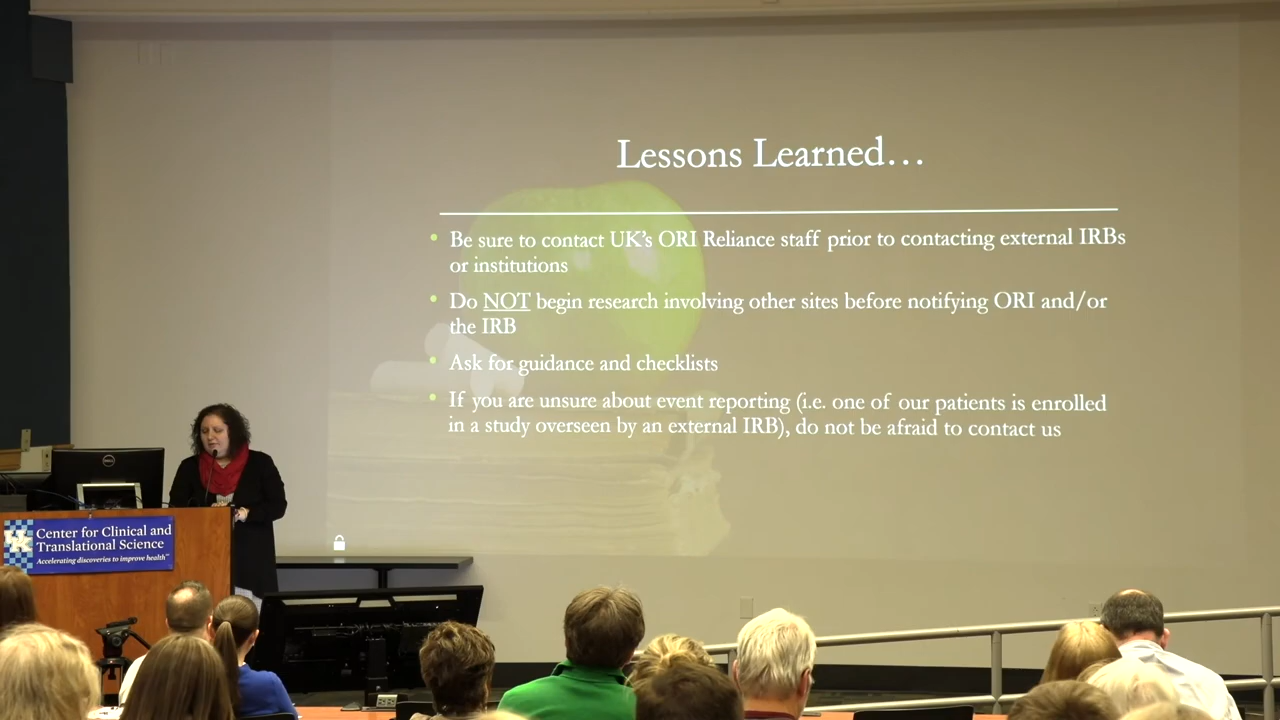 Lessons Learned…
• Be sure to contact UK's ORI Reliance staff prior to contacting external IRBs
or institutions
• Do NOT begin research involving other sites before notifying ORI and/or
the IRB
• Ask for guidance and checklists
• If you are unsure about event reporting (i.e. one of our patients is enrolled
in a study overseen by an external IRB), do not be afraid to contact us
DELL
UK
Center for Clinical and
Translational Science
Accelerating discoveries to improve health™